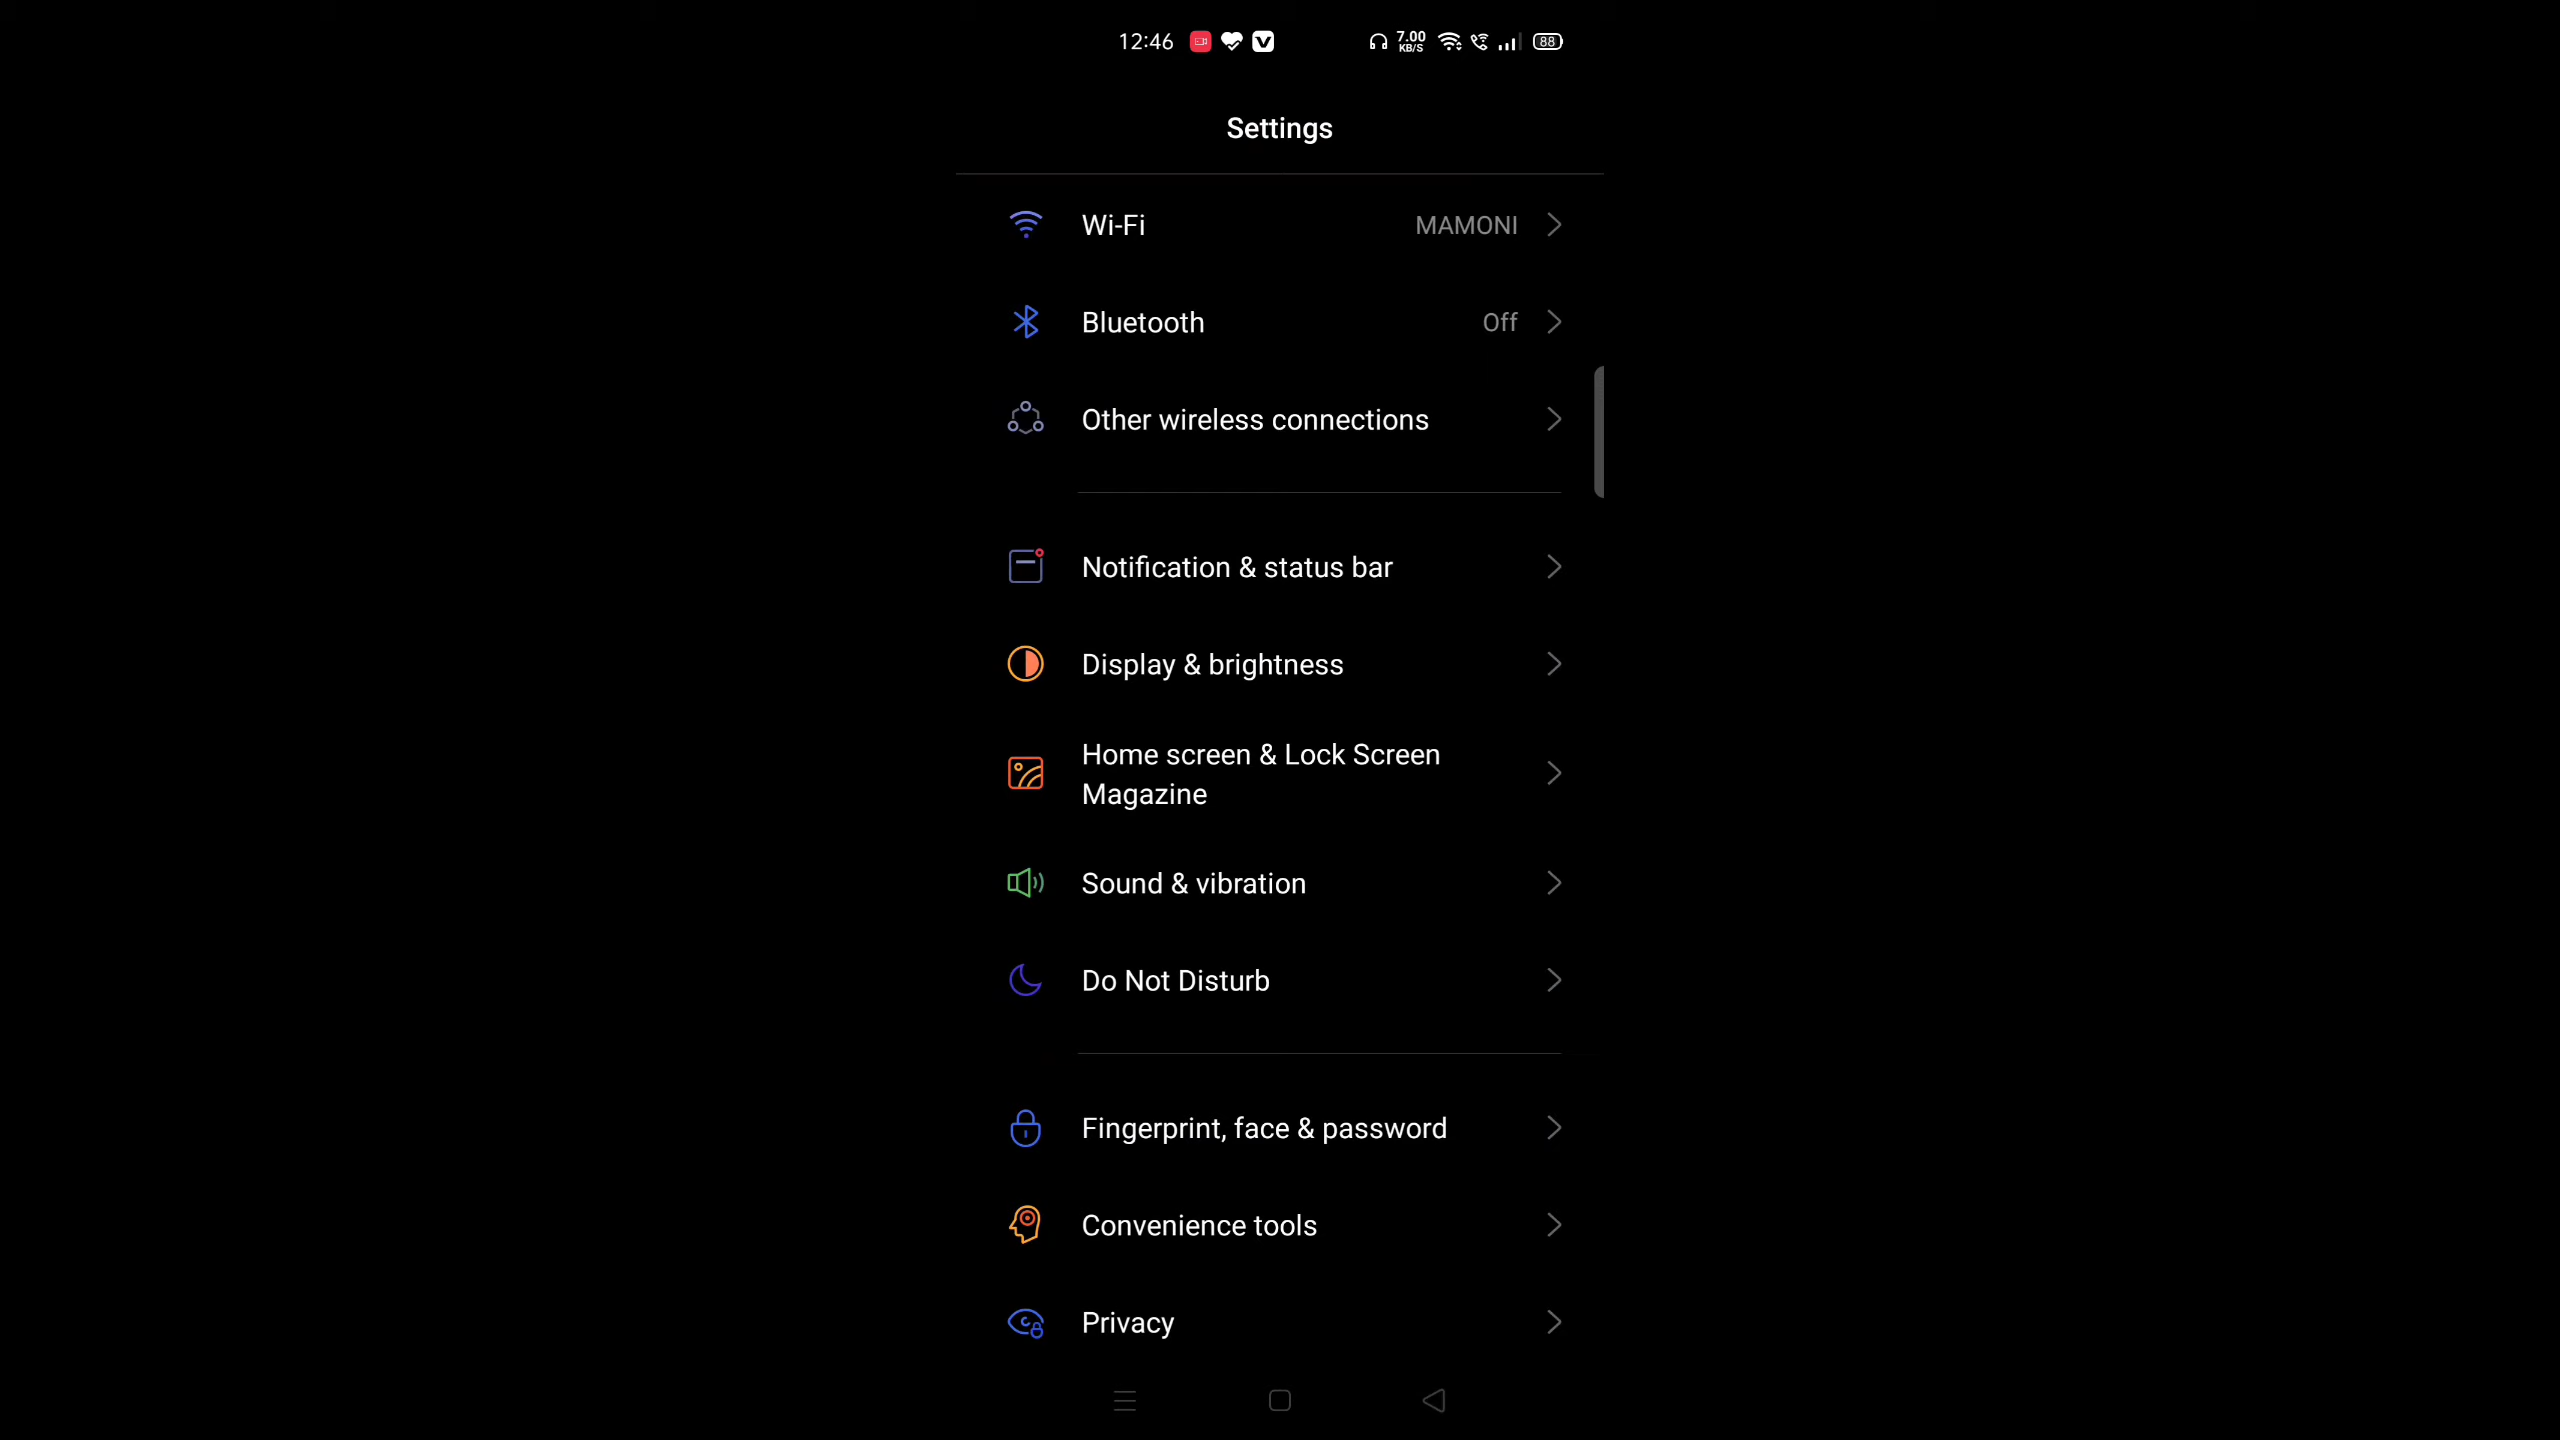 12:46
7.00
KB/S
88
Settings
Wi-Fi MAMONI
Bluetooth Off
Other wireless connections
Notification & status bar
Display & brightness
Home screen & Lock Screen
Magazine
Sound & vibration
Do Not Disturb
Fingerprint, face & password
Convenience tools
Privacy